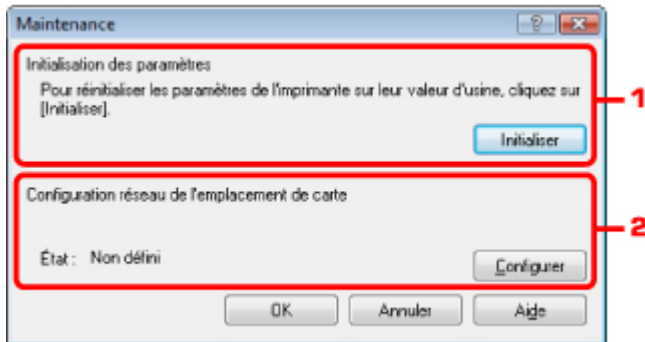 Maintenance
Initialisation des paramètres
Pour réinitialiser les paramètres de l'imprimante sur leur valeur d'usine, cliquez sur
[Initialiser].
1
Initialiser
Configuration réseau de l'emplacement de carte
2
État : Non défini
Configurer
OK Annuler Aide